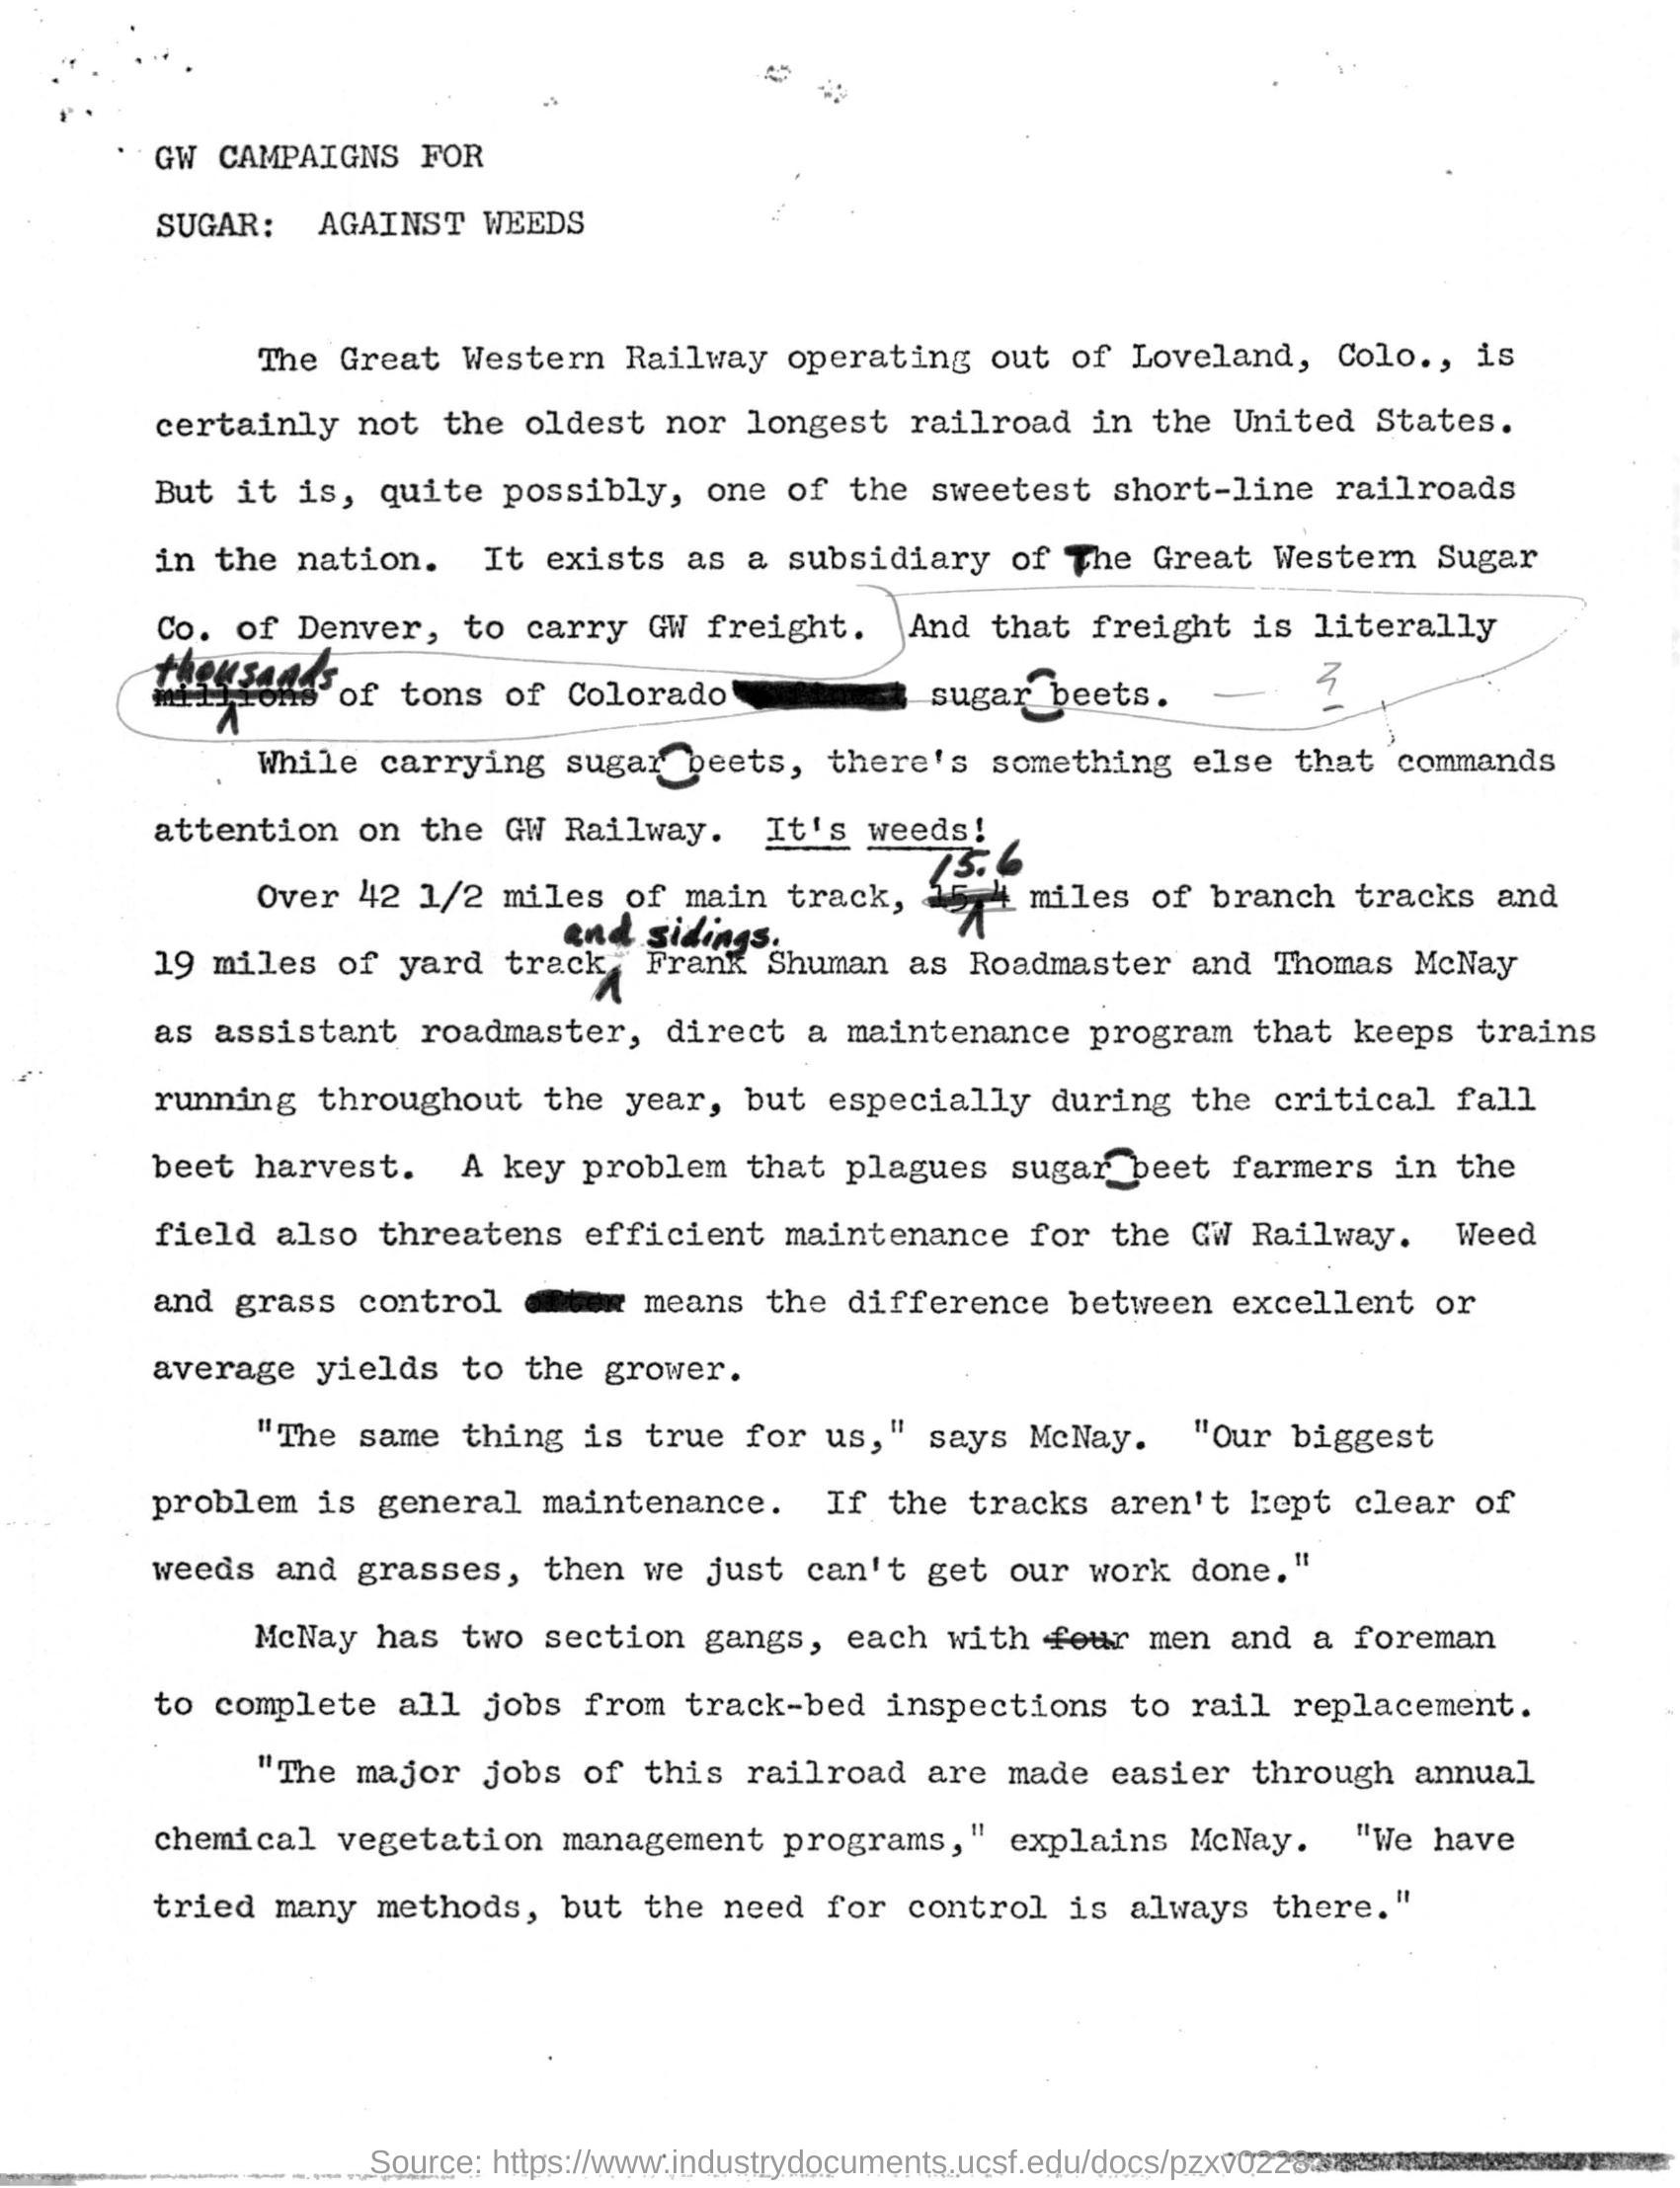 GW CAMPAIGNS FOR
SUGAR: AGAINST WEEDS
The Great Western Railway operating out of Loveland, Colo., is
certainly not the oldest nor longest railroad in the United States.
But it is, quite possibly, one of the sweetest short-line railroads
in the nation. It exists as a subsidiary of The Great Western Sugar
Co. of Denver, to carry GW freight. And that freight is literally
thousands
millions of tons of Colorado sugar beets. — ?
While carrying sugar beets, there's something else that commands
attention on the GW Railway. It's weeds!
15.6
Over 42 1/2 miles of main track, 15.4 miles of branch tracks and
and sidings.
19 miles of yard track, Frank Shuman as Roadmaster and Thomas McNay
as assistant roadmaster, direct a maintenance program that keeps trains
running throughout the year, but especially during the critical fall
beet harvest. A key problem that plagues sugar beet farmers in the
field also threatens efficient maintenance for the GW Railway. Weed
and grass control often means the difference between excellent or
average yields to the grower.
"The same thing is true for us," says McNay. "Our biggest
problem is general maintenance. If the tracks aren't kept clear of
weeds and grasses, then we just can't get our work done."
McNay has two section gangs, each with four men and a foreman
to complete all jobs from track-bed inspections to rail replacement.
"The major jobs of this railroad are made easier through annual
chemical vegetation management programs," explains McNay. "We have
tried many methods, but the need for control is always there."
Source: https://www.industrydocuments.ucsf.edu/docs/pzxv0228